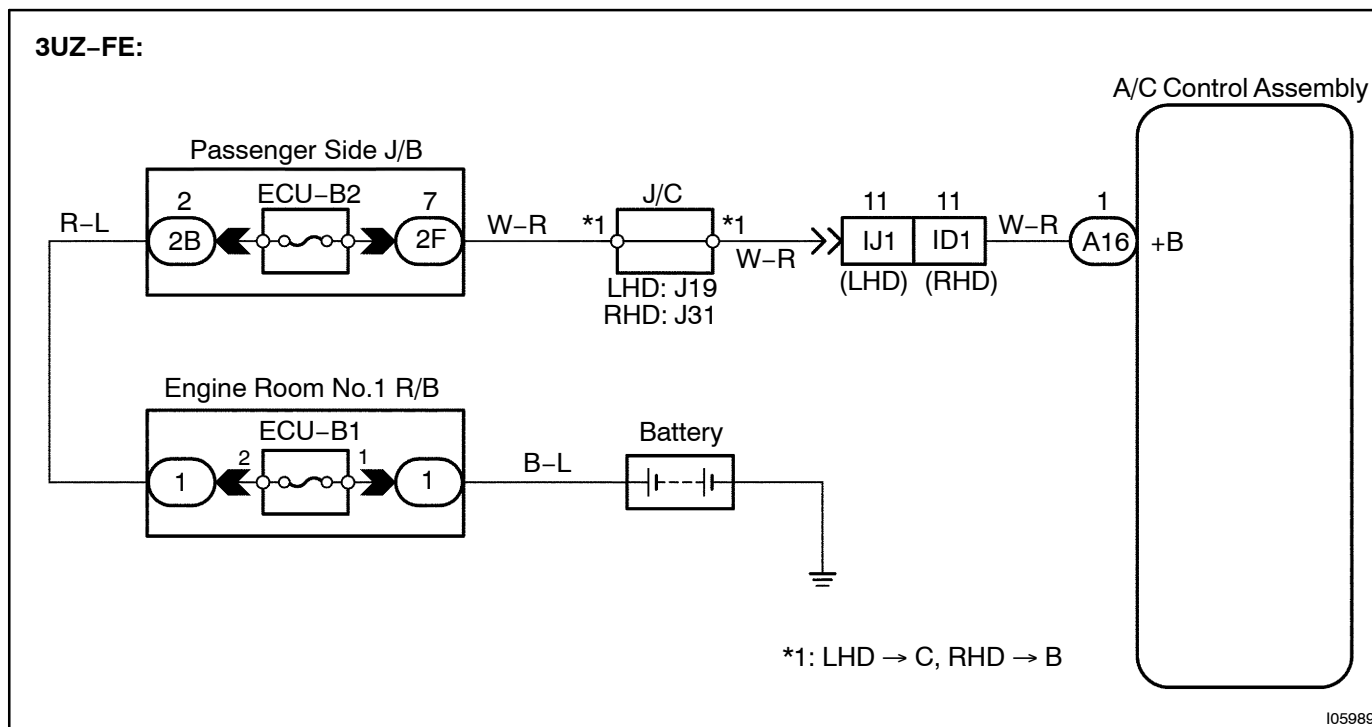 3UZ–FE:
A/C Control Assembly
Passenger Side J/B
2
ECU–B2
7
J/C
11
11
1
R–L
2B
2F
W–R
*1
*1
W–R
IJ1
ID1
W–R
A16
+B
(LHD)
(RHD)
LHD: J19
RHD: J31
Engine Room No.1 R/B
ECU–B1
Battery
1
2
1
1
B–L
*1: LHD → C, RHD → B
I05989